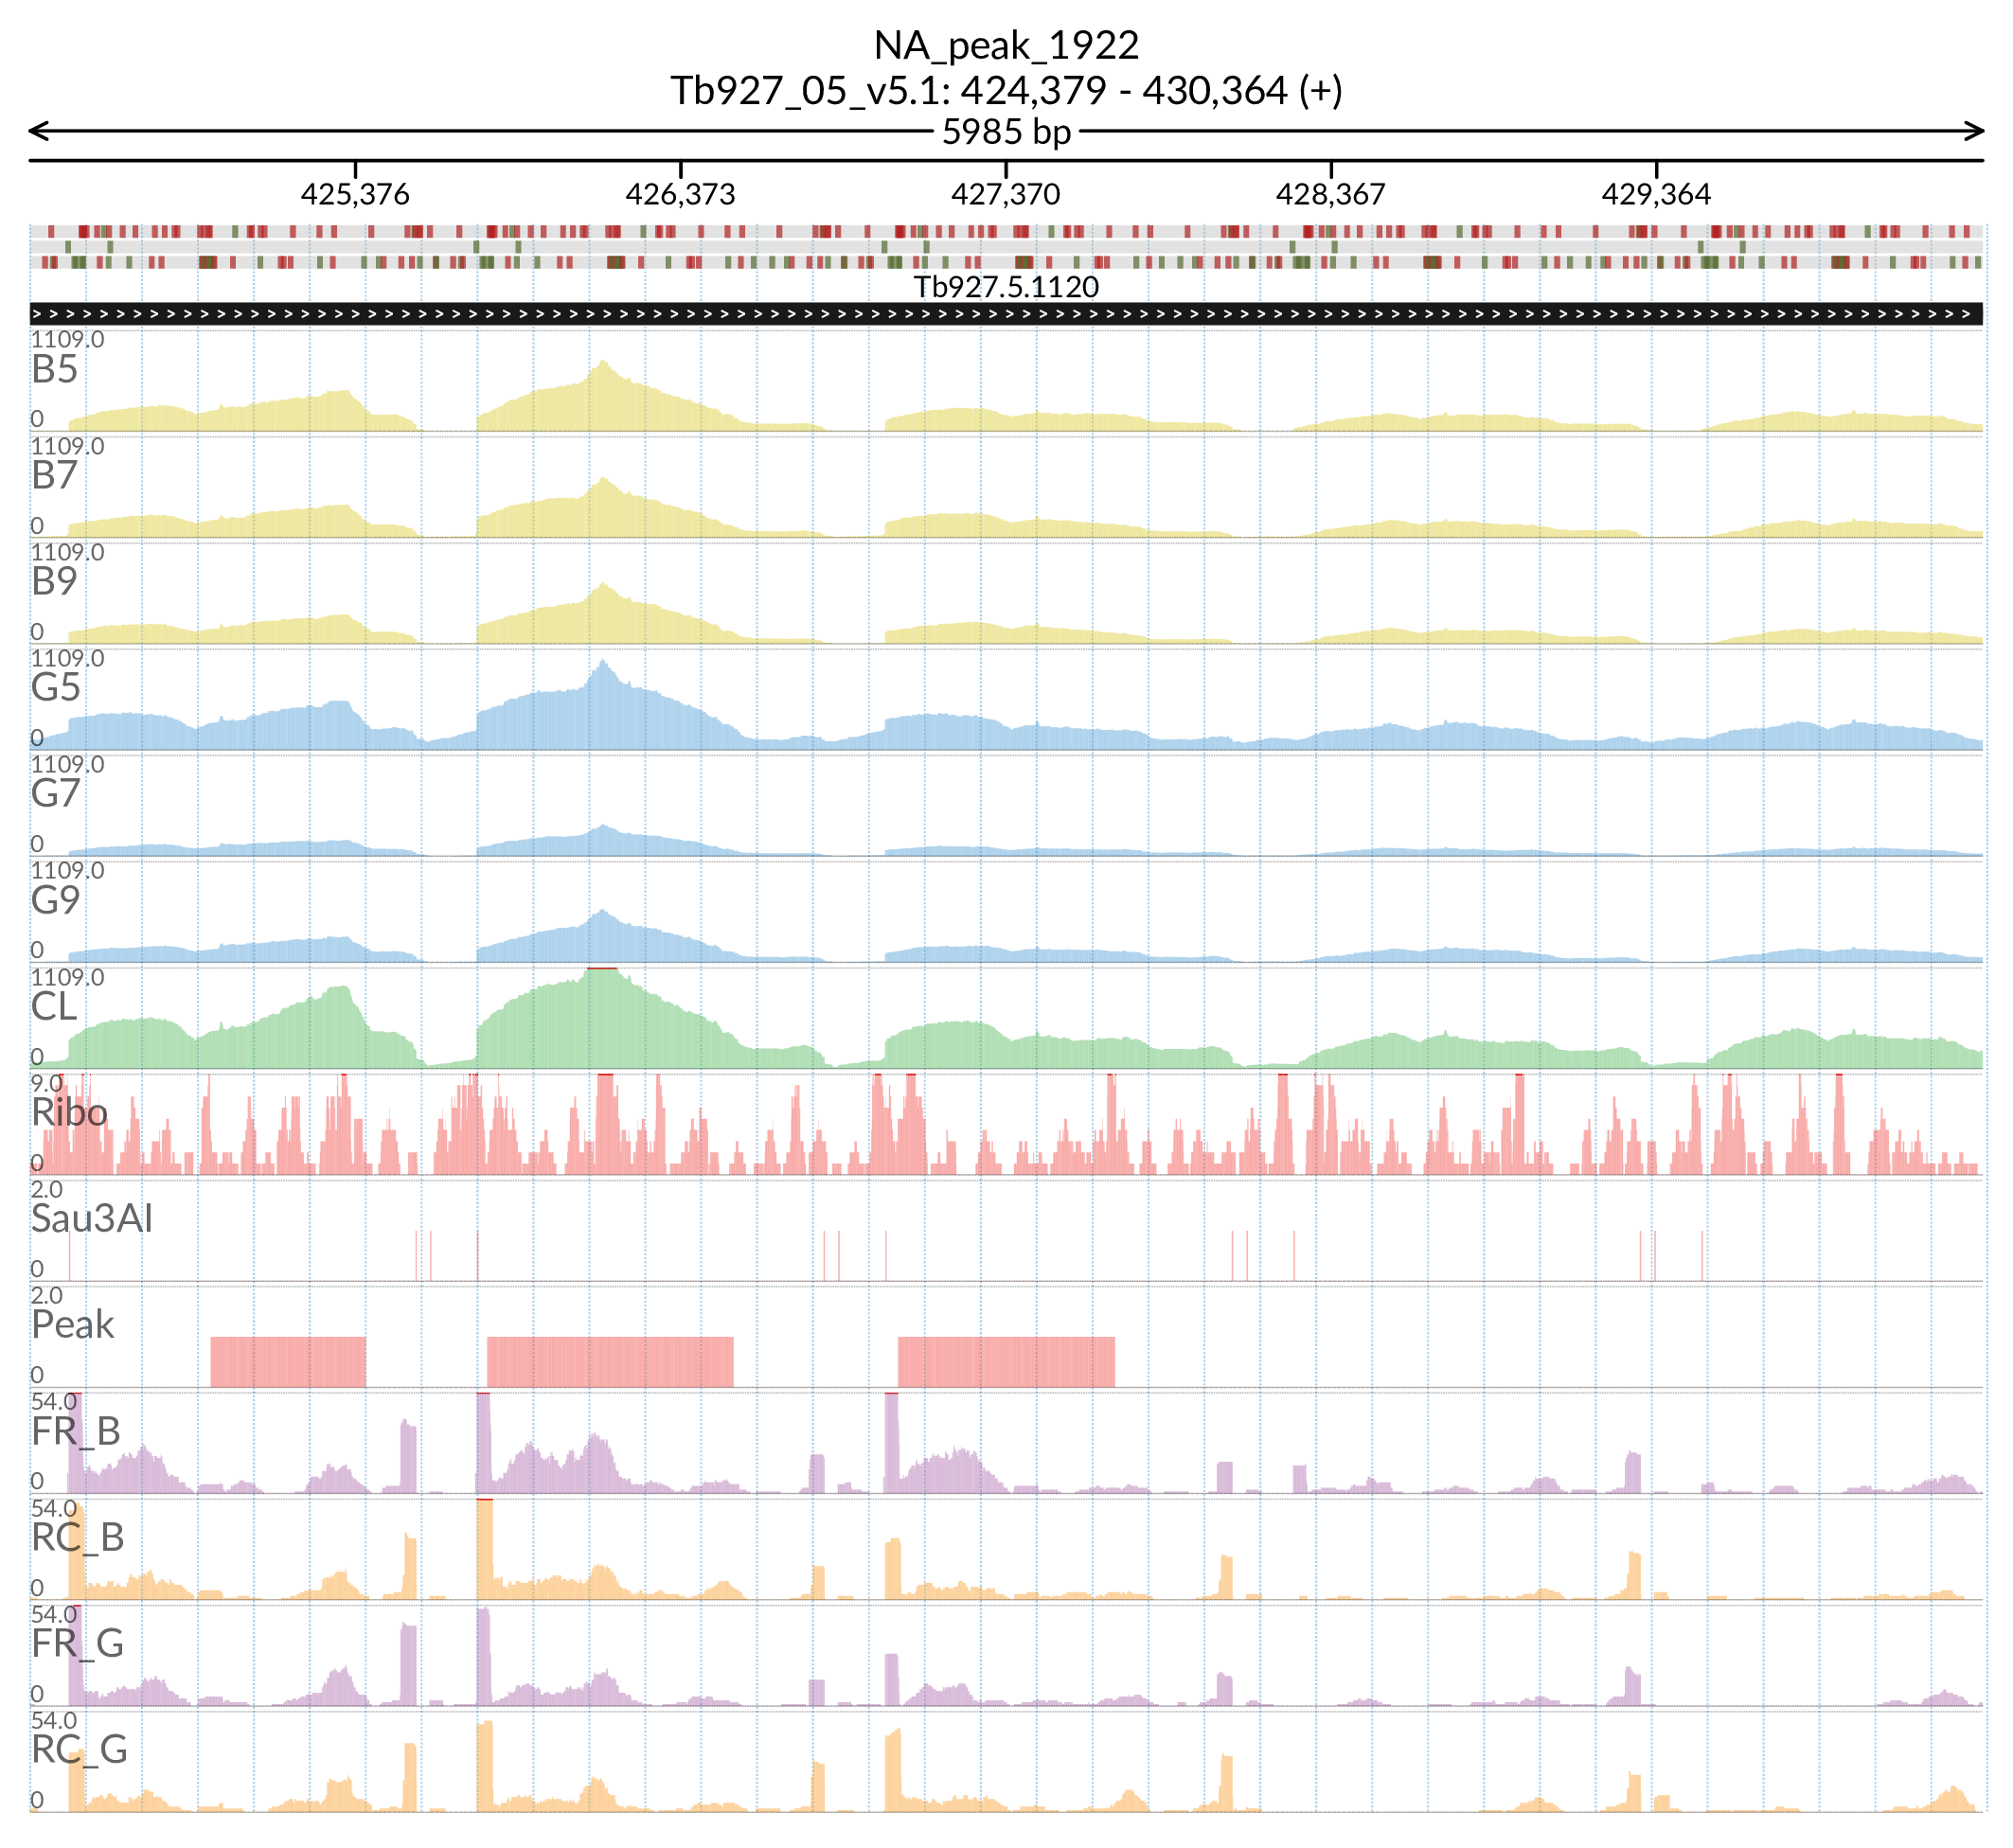 NA_peak_1922
Tb927_05_v5.1: 424,379 - 430,364 (+)
5985 bp
425,376 426,373 427,370 428,367 429,364
Tb927.5.1120
1109.0
B5
0
1109.0
B7
0
1109.0
B9
0
1109.0
G5
0
1109.0
G7
0
1109.0
G9
0
1109.0
CL
0
9.0
Ribo
0
2.0
Sau3AI
0
2.0
Peak
0
54.0
FR_B
0
54.0
RC_B
0
54.0
FR_G
0
54.0
RC_G
0